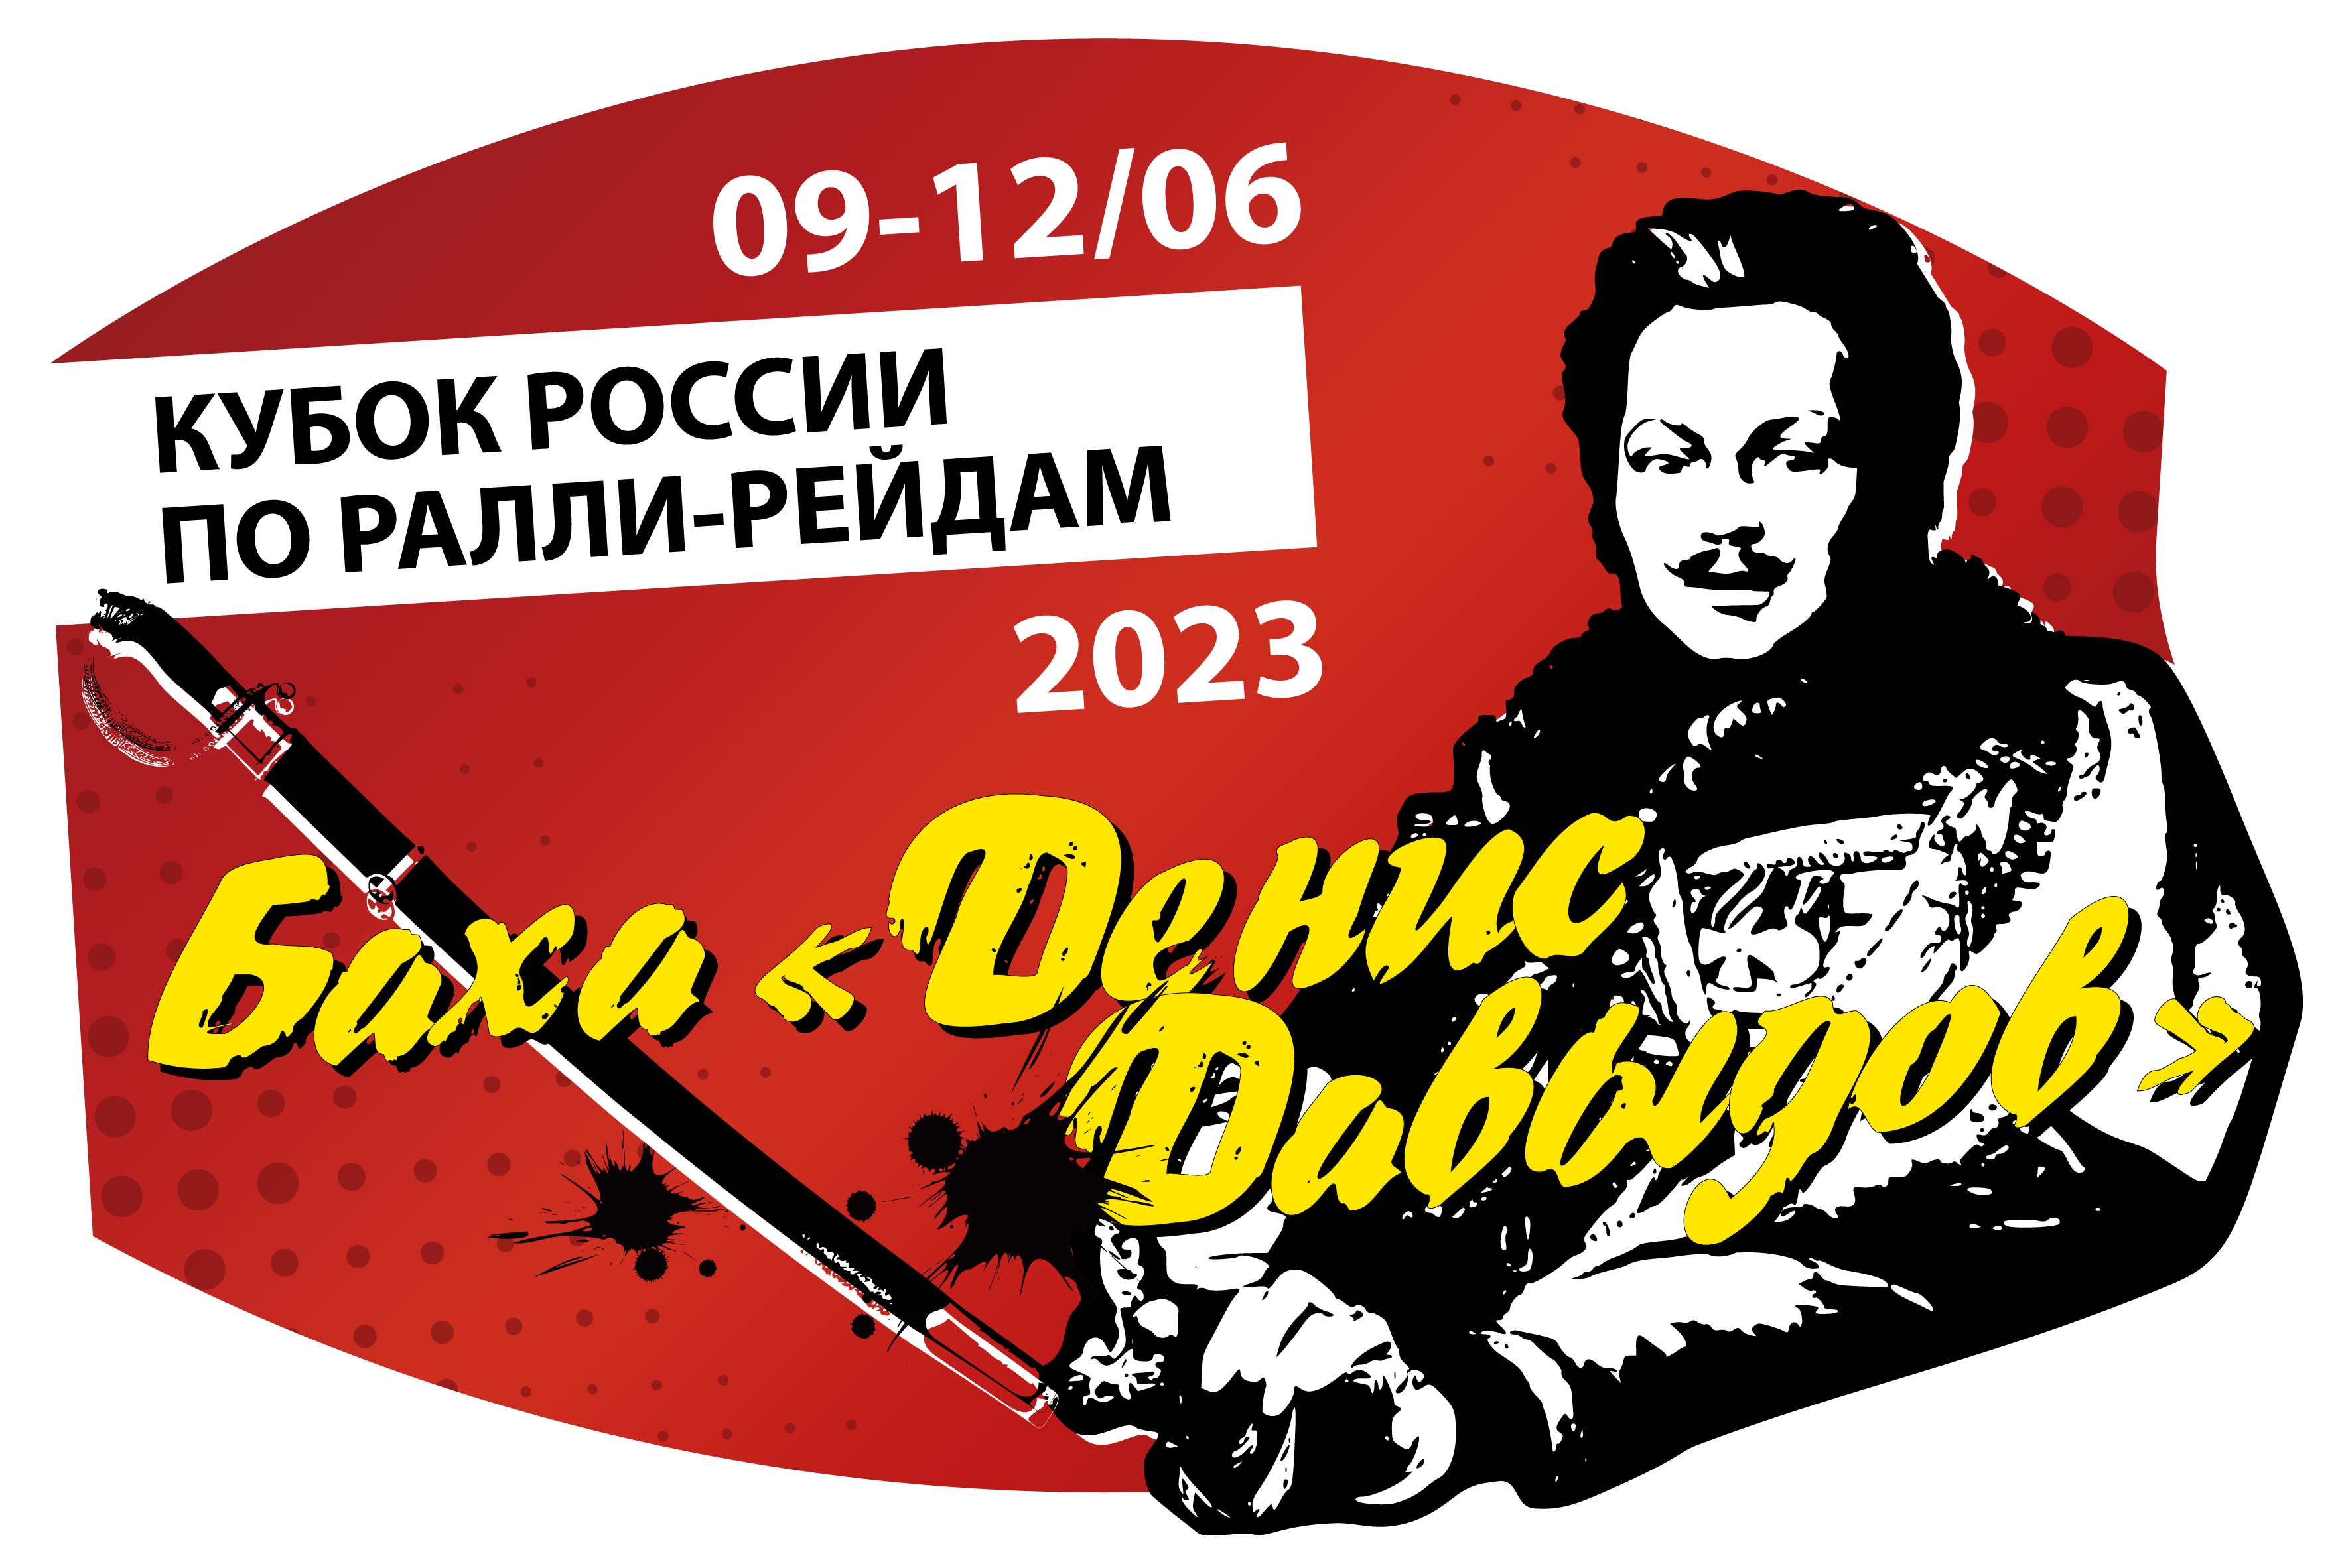 09-12/06
КУБОК РОССИИ
ПО РАЛЛИ-РЕЙДАМ
2023
Баха «Денис
Давыдов»